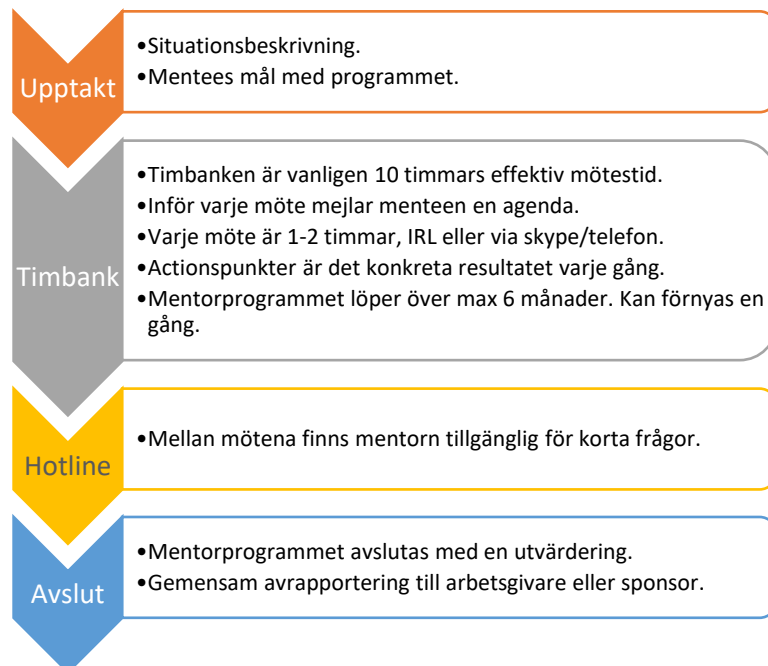 Upptakt
•Situationsbeskrivning.
•Mentees mål med programmet.
Timbank
•Timbanken är vanligen 10 timmars effektiv mötestid.
•Inför varje möte mejlar menteen en agenda.
•Varje möte är 1-2 timmar, IRL eller via skype/telefon.
•Actionspunkter är det konkreta resultatet varje gång.
•Mentorprogrammet löper över max 6 månader. Kan förnyas en
gång.
Hotline
•Mellan mötena finns mentorn tillgänglig för korta frågor.
Avslut
•Mentorprogrammet avslutas med en utvärdering.
•Gemensam avrapportering till arbetsgivare eller sponsor.